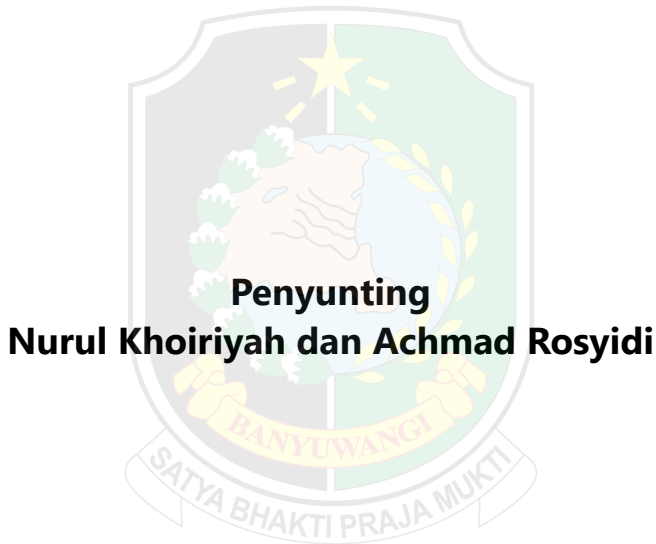 Penyunting
Nurul Khoiriyah dan Achmad Rosyidi
BANYUWANGI
SATYA BHAKTI PRAJA MUKTI